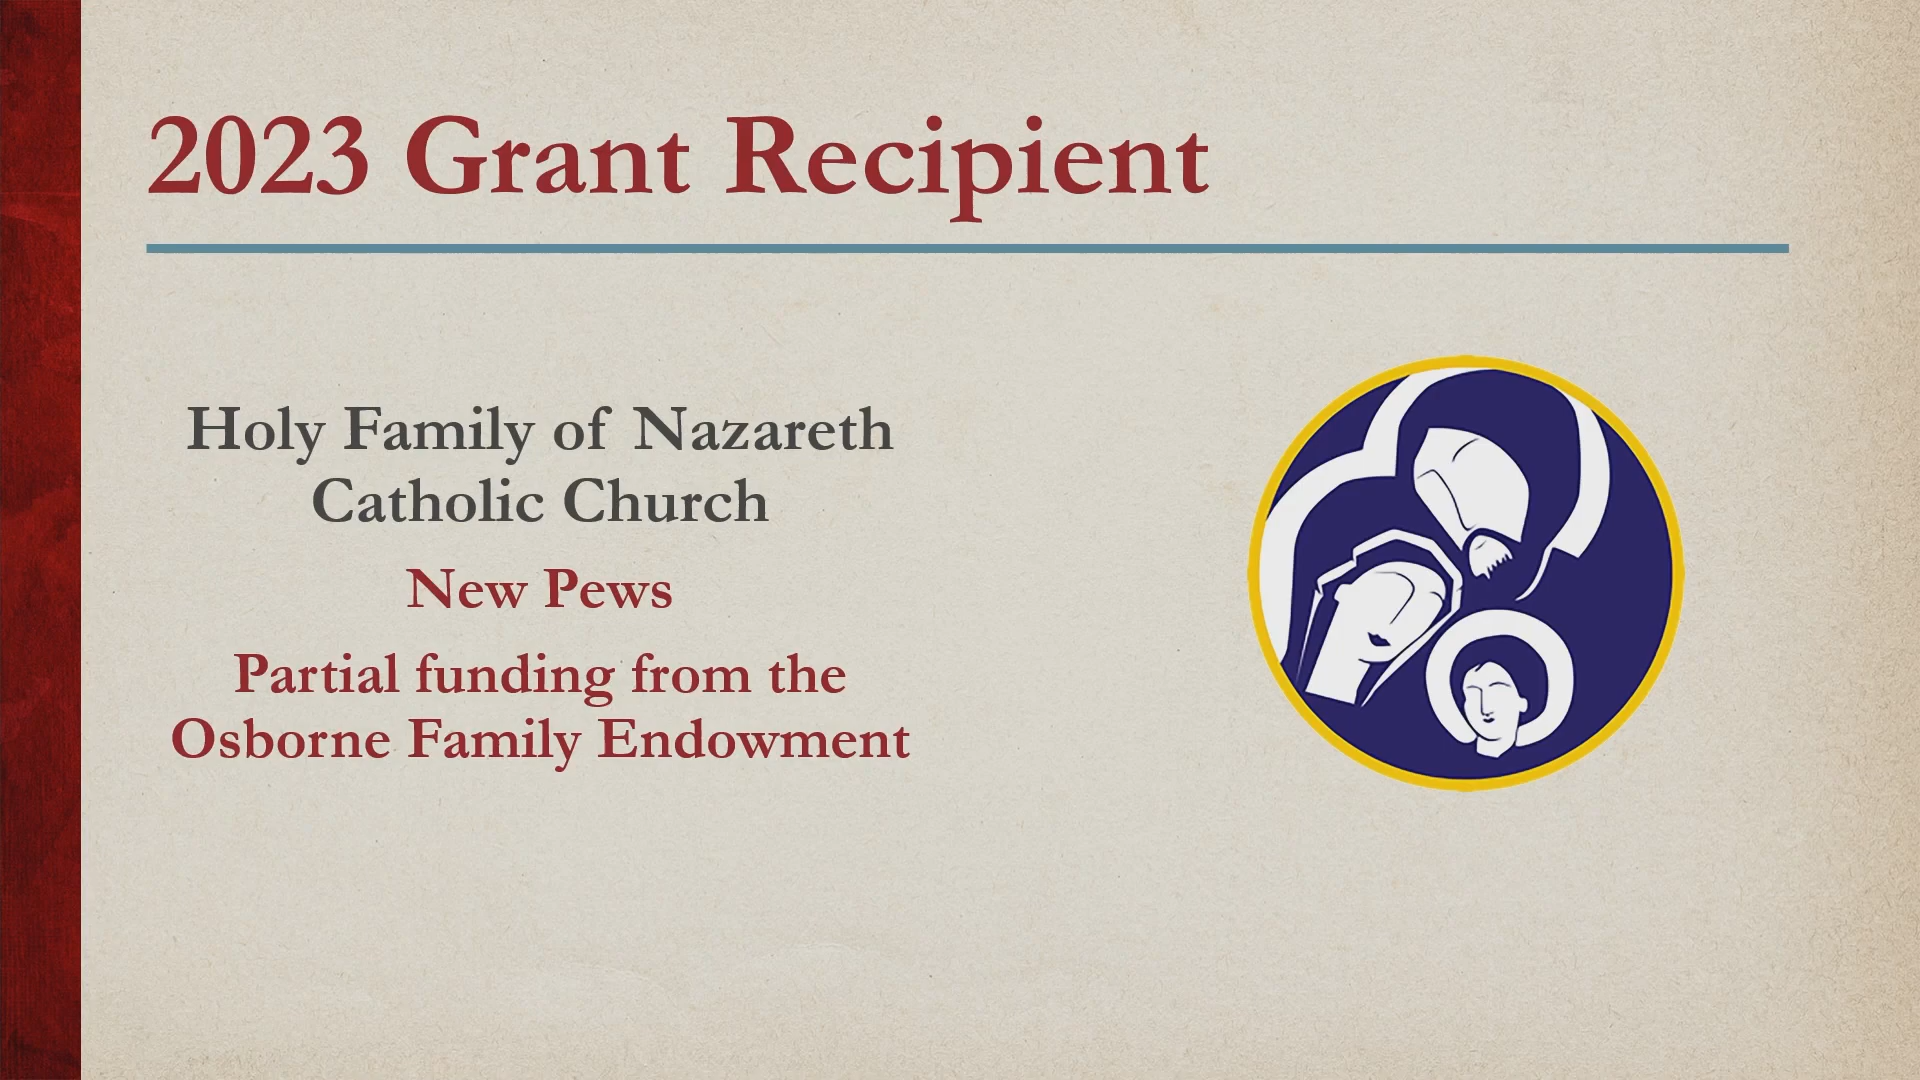 2023 Grant Recipient
Holy Family of Nazareth
Catholic Church
New Pews
Partial funding from the
Osborne Family Endowment